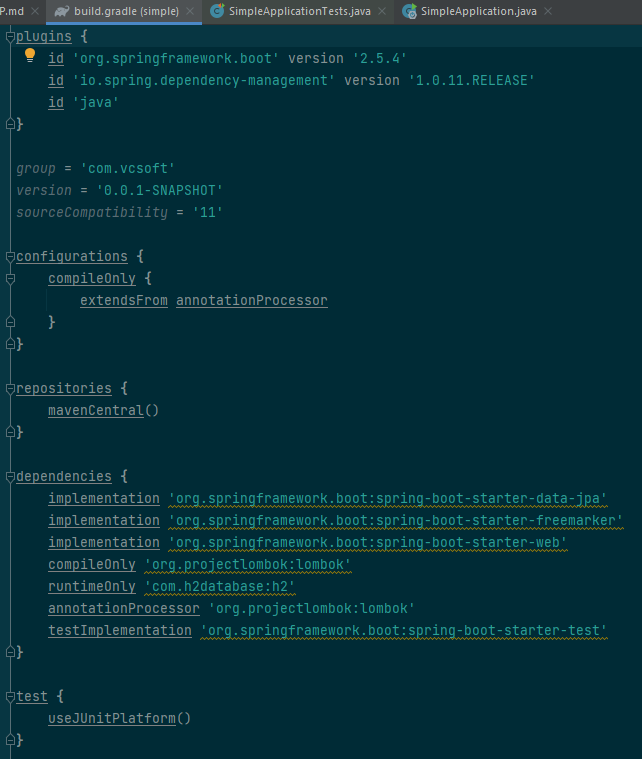 P.md
build.gradle (simple)
SimpleApplicationTests.java
SimpleApplication.java
plugins {
    id 'org.springframework.boot' version '2.5.4'
    id 'io.spring.dependency-management' version '1.0.11.RELEASE'
    id 'java'
}
group = 'com.vcsoft'
version = '0.0.1-SNAPSHOT'
sourceCompatibility = '11'
configurations {
    compileOnly {
        extendsFrom annotationProcessor
    }
}
repositories {
    mavenCentral()
}
dependencies {
    implementation 'org.springframework.boot:spring-boot-starter-data-jpa'
    implementation 'org.springframework.boot:spring-boot-starter-freemarker'
    implementation 'org.springframework.boot:spring-boot-starter-web'
    compileOnly 'org.projectlombok:lombok'
    runtimeOnly 'com.h2database:h2'
    annotationProcessor 'org.projectlombok:lombok'
    testImplementation 'org.springframework.boot:spring-boot-starter-test'
}
test {
    useJUnitPlatform()
}